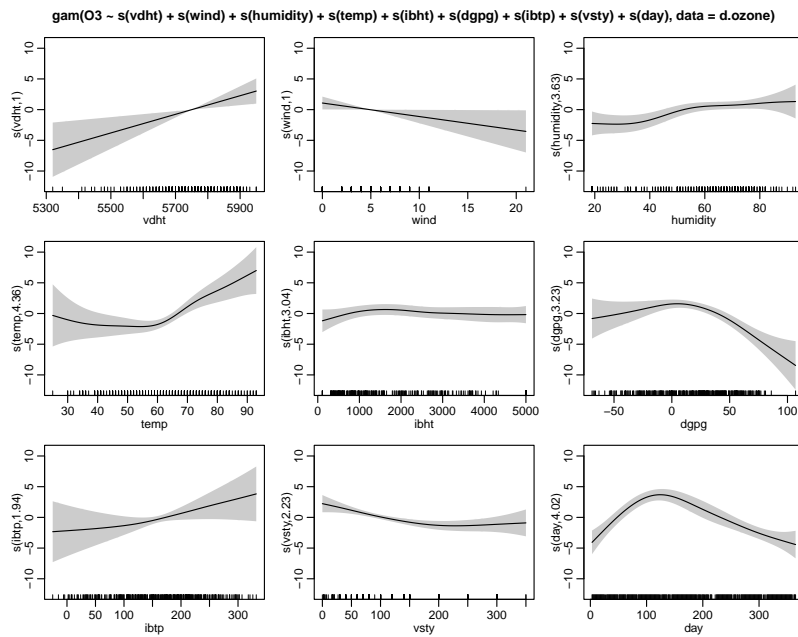 gam(O3 ~ s(vdht) + s(wind) + s(humidity) + s(temp) + s(ibht) + s(dgpg) + s(ibtp) + s(vsty) + s(day), data = d.ozone)
s(vdht,1)
10
5
0
−5
−10
5300 5500 5700 5900
vdht
s(wind,1)
10
5
0
−5
−10
0 5 10 15 20
wind
s(humidity,3.63)
10
5
0
−5
−10
20 40 60 80
humidity
s(temp,4.36)
10
5
0
−5
−10
30 40 50 60 70 80 90
temp
s(ibht,3.04)
10
5
0
−5
−10
0 1000 2000 3000 4000 5000
ibht
s(dgpg,3.23)
10
5
0
−5
−10
−50 0 50 100
dgpg
s(ibtp,1.94)
10
5
0
−5
−10
0 50 100 200 300
ibtp
s(vsty,2.23)
10
5
0
−5
−10
0 50 100 200 300
vsty
s(day,4.02)
10
5
0
−5
−10
0 100 200 300
day